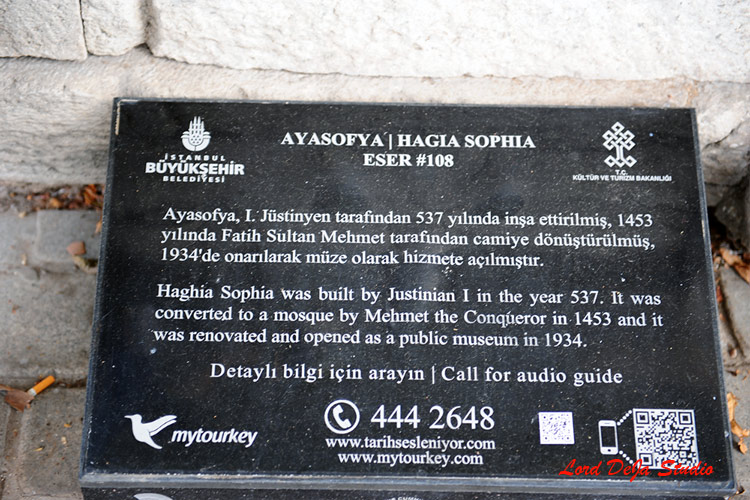 AYASOFYA | HAGIA SOPHIA
ESER #108
İSTANBUL
BÜYÜKŞEHİR
BELEDİYESİ
T.C.
KÜLTÜR VE TURİZM BAKANLIĞI
Ayasofya, I. Jüstinyen tarafından 537 yılında inşa ettirilmiş, 1453
yılında Fatih Sultan Mehmet tarafından camiye dönüştürülmüş,
1934'de onarılarak müze olarak hizmete açılmıştır.
Haghia Sophia was built by Justinian I in the year 537. It was
converted to a mosque by Mehmet the Conqueror in 1453 and it
was renovated and opened as a public museum in 1934.
Detaylı bilgi için arayın | Call for audio guide
mytourkey
444 2648
www.tarihsesleniyor.com
www.mytourkey.com
Lord Deja Studio